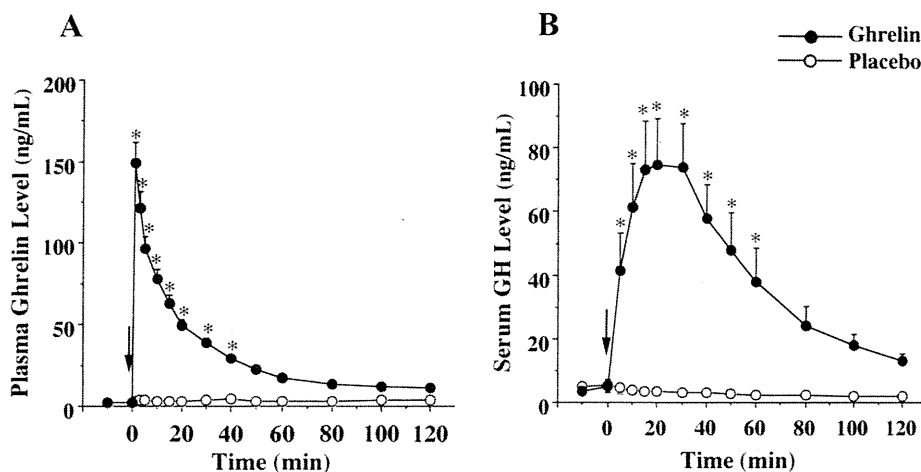 A
B
Ghrelin
Placebo
Plasma Ghrelin Level (ng/mL)
200
150
100
50
0
* * * * * * * *
0 20 40 60 80 100 120
Time (min)
Serum GH Level (ng/mL)
100
80
60
40
20
0
* * * * * * * * *
0 20 40 60 80 100 120
Time (min)